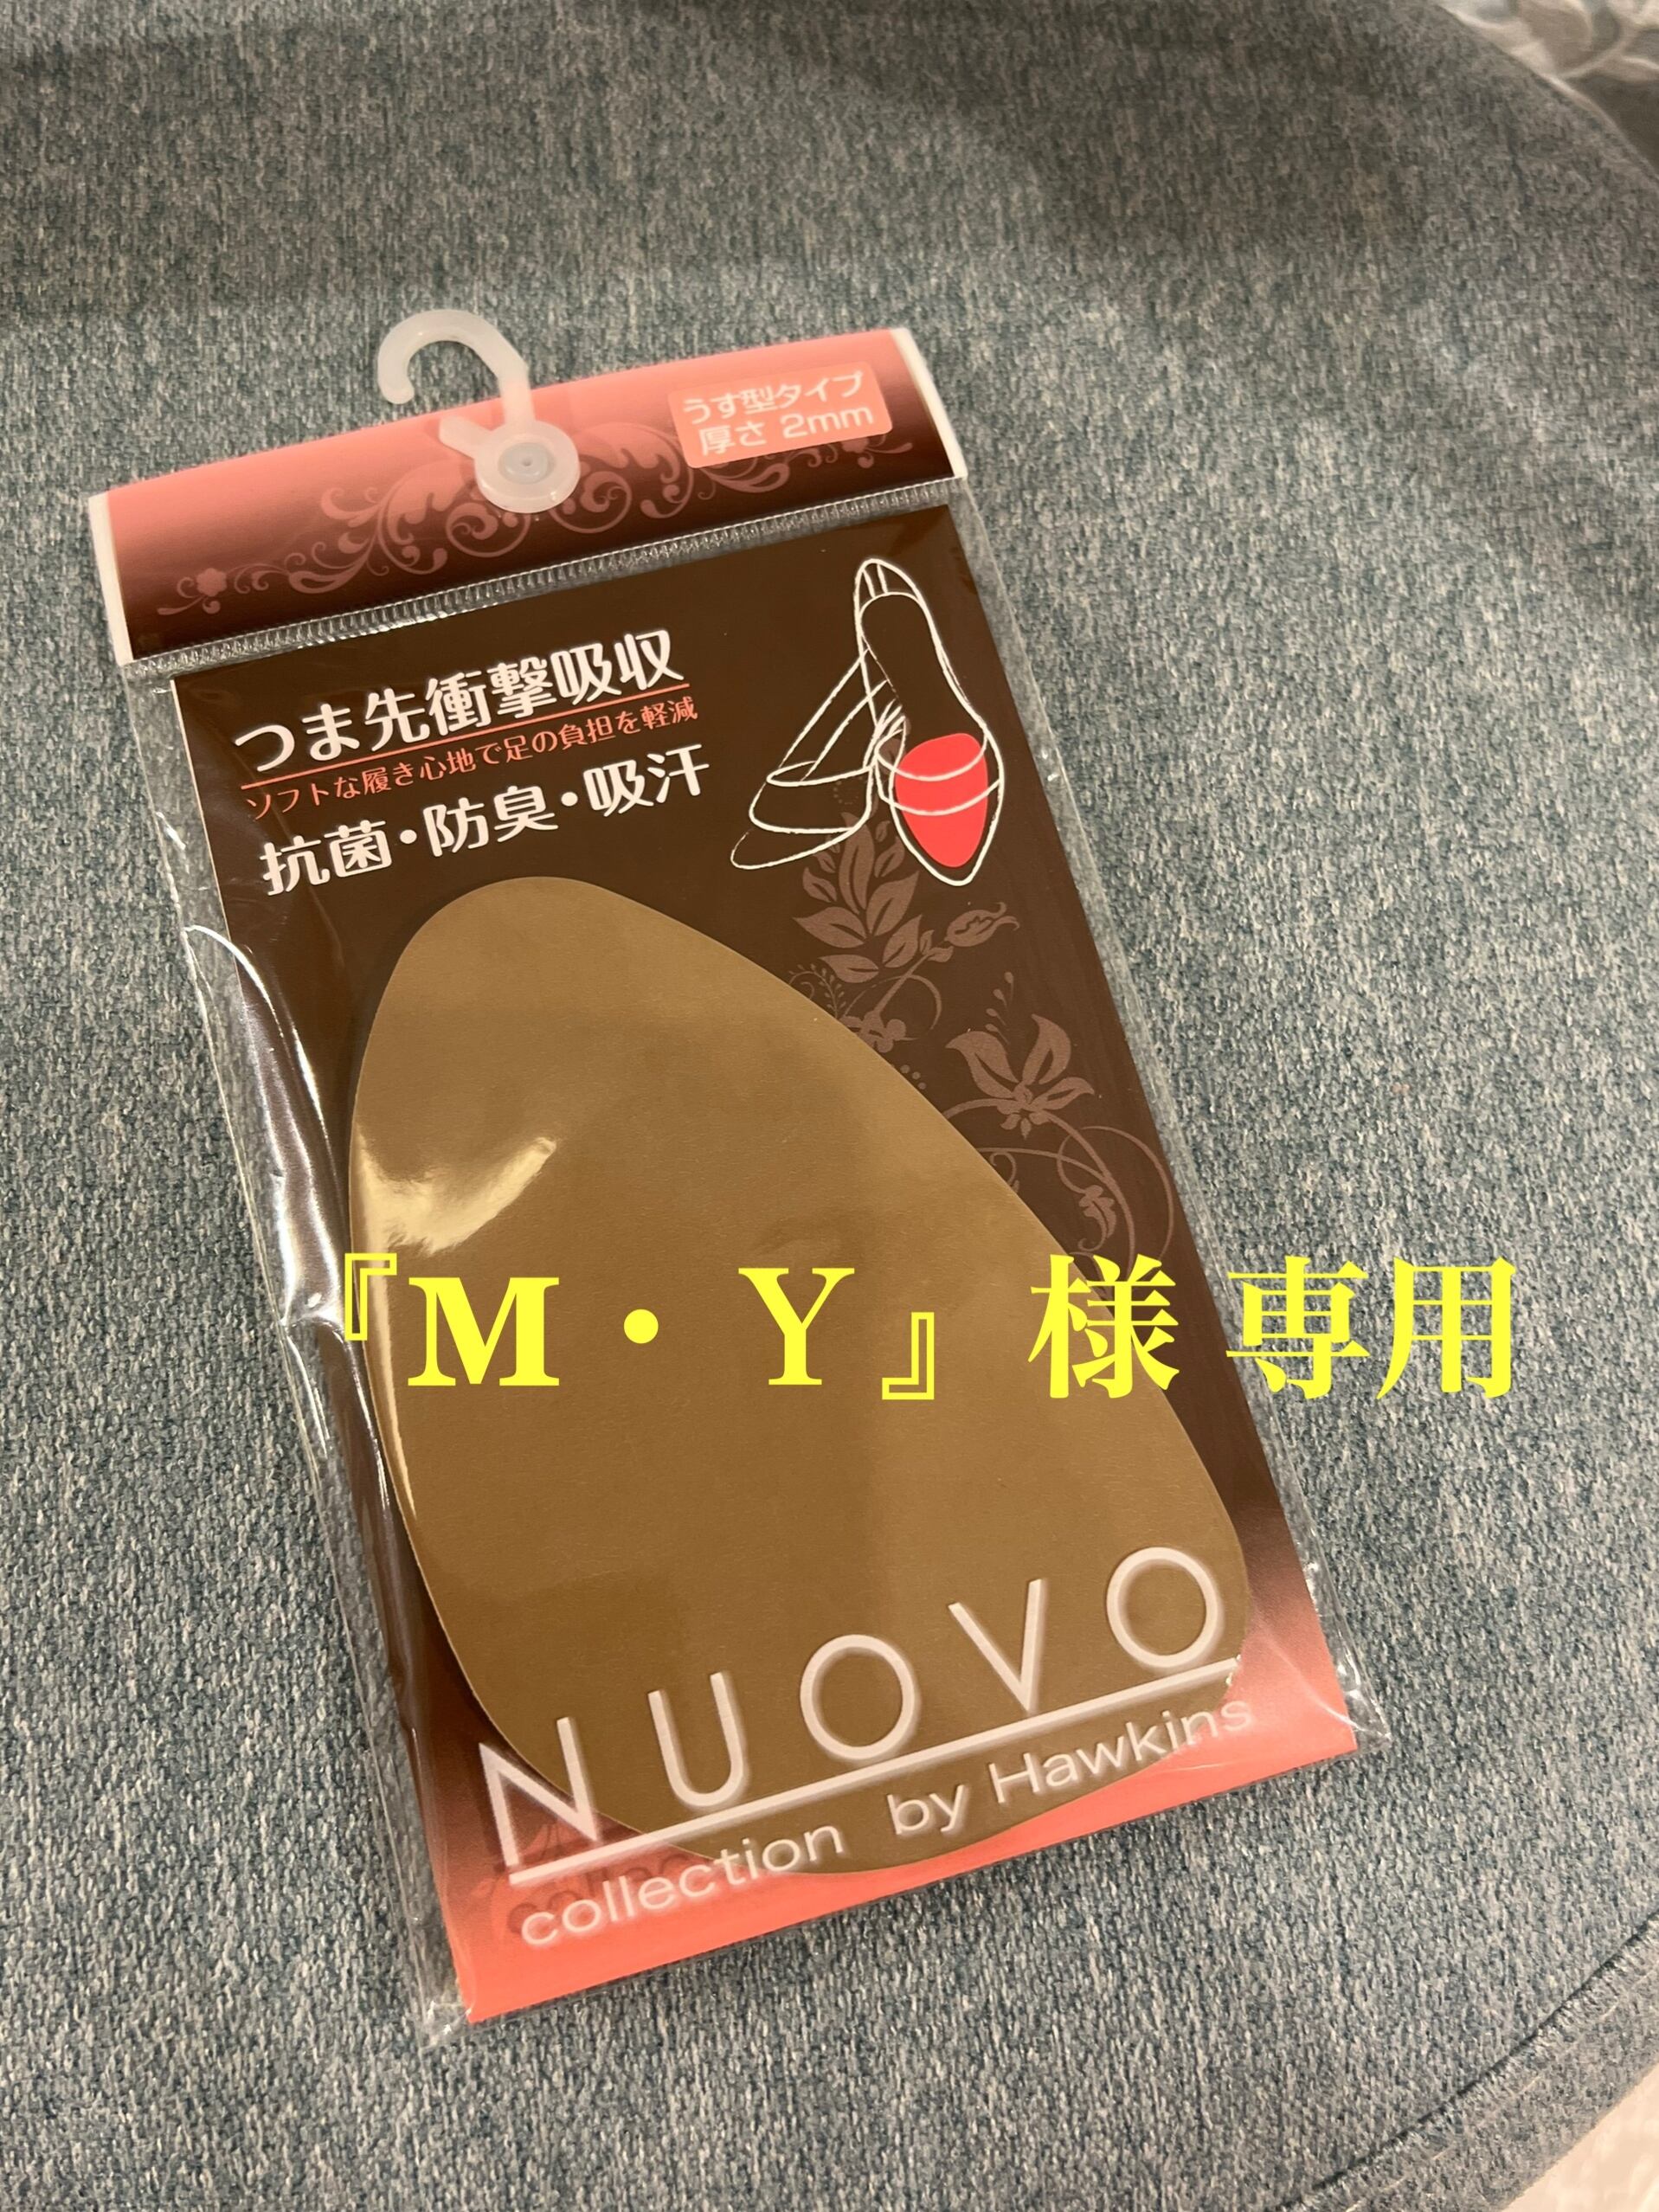 うす型タイプ
厚さ 2mm
つま先衝撃吸収
ソフトな履き心地で足の負担を軽減
抗菌・防臭・吸汗
『M・Y』様 専用
NUOVO
collection by Hawkins